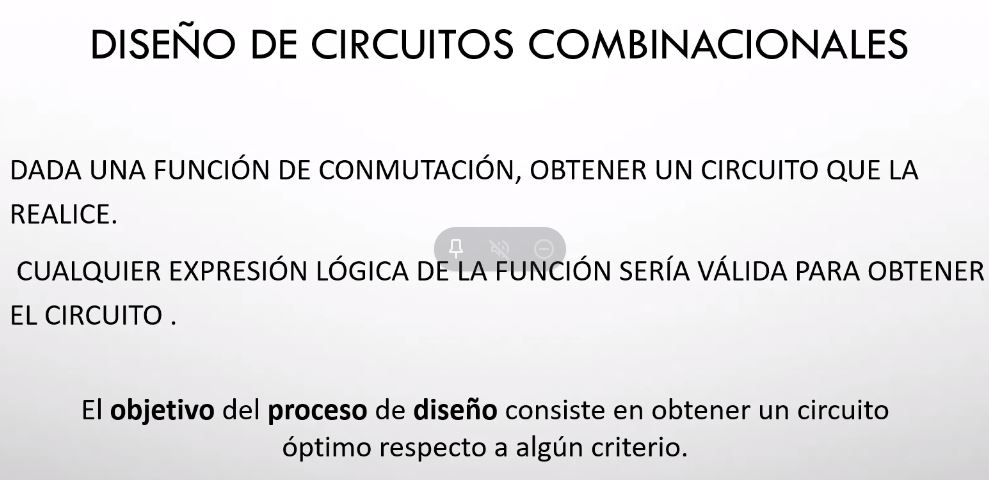 DISEÑO DE CIRCUITOS COMBINACIONALES
DADA UNA FUNCIÓN DE CONMUTACIÓN, OBTENER UN CIRCUITO QUE LA
REALICE.
CUALQUIER EXPRESIÓN LÓGICA DE LA FUNCIÓN SERÍA VÁLIDA PARA OBTENER
EL CIRCUITO .
El objetivo del proceso de diseño consiste en obtener un circuito
óptimo respecto a algún criterio.